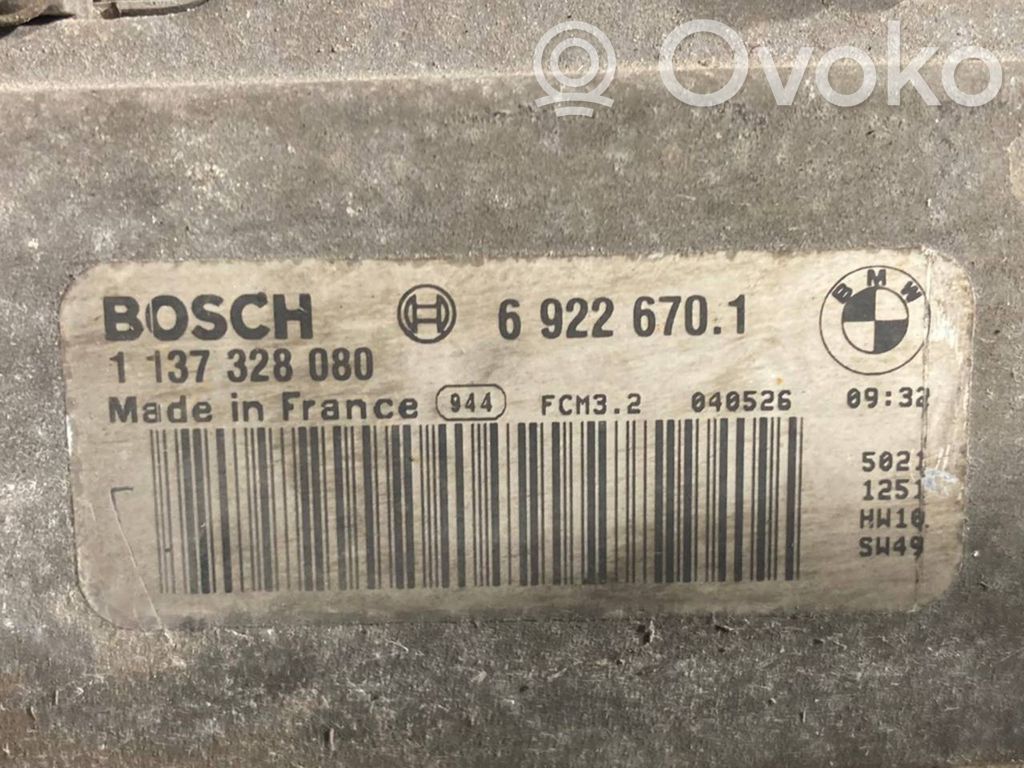 Ovoko
BOSCH 6 922 670.1 BMW
1 137 328 080
Made in France 944 FCM3.2 040526 09:32
5021
1251
HW10
SW49